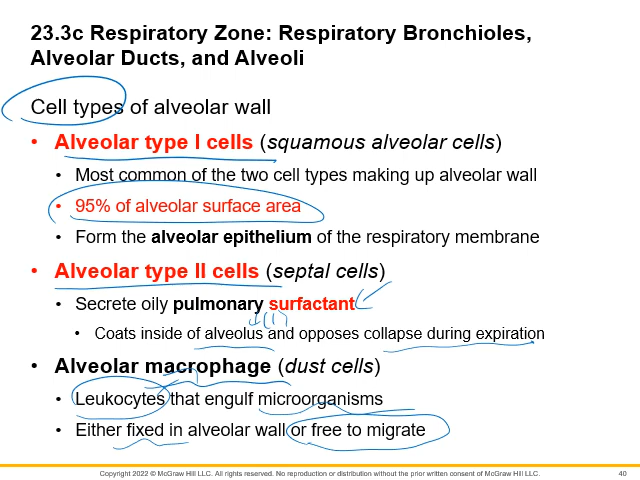 23.3c Respiratory Zone: Respiratory Bronchioles,
Alveolar Ducts, and Alveoli
Cell types of alveolar wall
• Alveolar type I cells (squamous alveolar cells)
• Most common of the two cell types making up alveolar wall
• 95% of alveolar surface area
• Form the alveolar epithelium of the respiratory membrane
• Alveolar type II cells (septal cells)
• Secrete oily pulmonary surfactant
• Coats inside of alveolus and opposes collapse during expiration
• Alveolar macrophage (dust cells)
• Leukocytes that engulf microorganisms
• Either fixed in alveolar wall or free to migrate
Copyright 2022 © McGraw Hill LLC. All rights reserved. No reproduction or distribution without the prior written consent of McGraw Hill LLC.
40